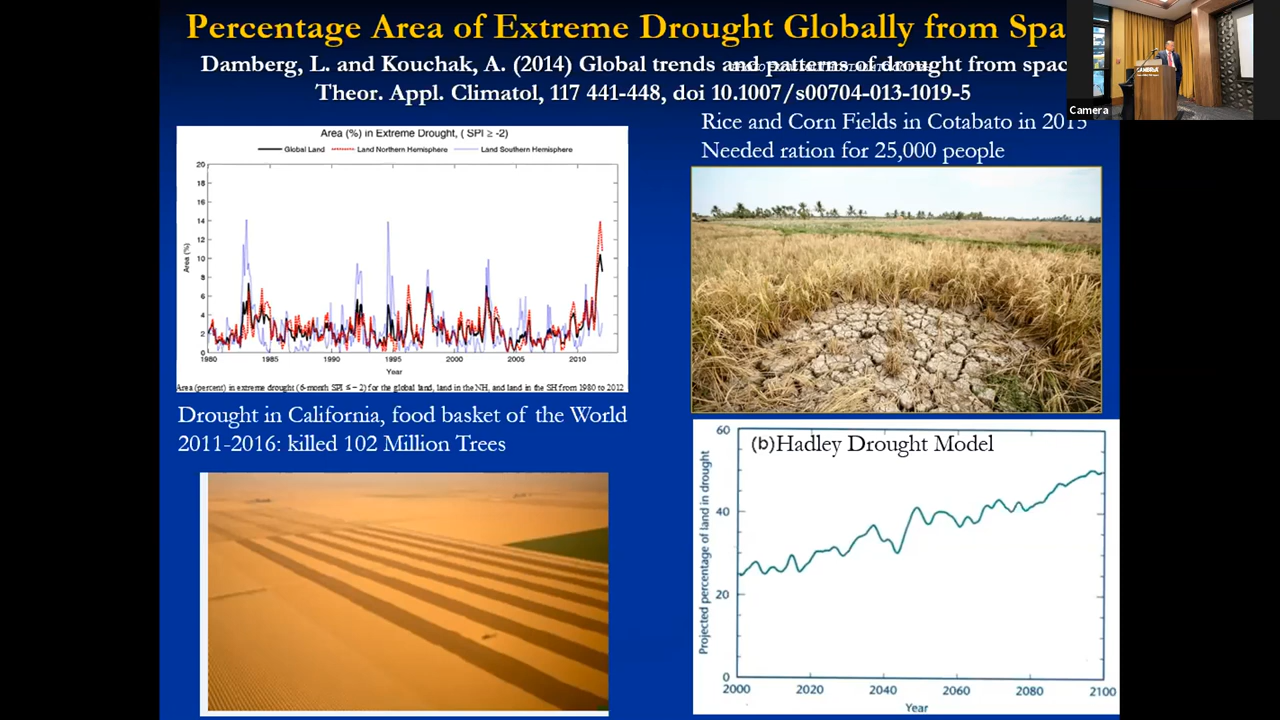 Percentage Area of Extreme Drought Globally from Spa
Damberg, L. and Kouchak, A. (2014) Global trends and patterns of drought from spac
Theor. Appl. Climatol, 117 441-448, doi 10.1007/s00704-013-1019-5
Camera
Rice and Corn Fields in Cotabato in 2015
Needed ration for 25,000 people
Area (%) in Extreme Drought, ( SPI ≥ -2)
Global Land Land Northern Hemisphere Land Southern Hemisphere
20
18
16
14
12
10
8
6
4
2
0
Area (%)
1980 1985 1990 1995 2000 2005 2010
Year
Area (percent) in extreme drought (6-month SPI ≤ − 2) for the global land, land in the NH, and land in the SH from 1980 to 2012
Drought in California, food basket of the World
2011-2016: killed 102 Million Trees
(b)Hadley Drought Model
60
40
20
0
Projected percentage of land in drought
2000 2020 2040 2060 2080 2100
Year